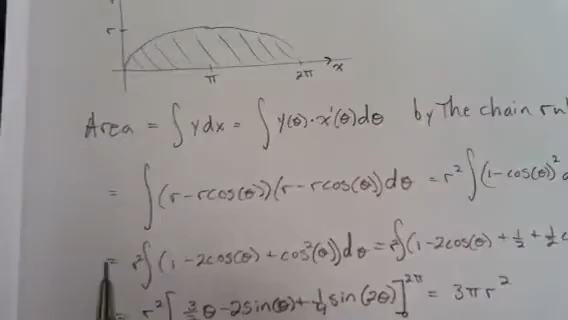 r
π 2π x
Area = ∫ y dx = ∫ y(θ)·x'(θ)dθ by the chain
= ∫ (r - rcos(θ))(r - rcos(θ))dθ = r² ∫ (1 - cos(θ))²
= r² ∫ (1 - 2cos(θ) + cos²(θ))dθ = r² ∫ (1 - 2cos(θ) + 1/2 + 1/2
= r² [ 3/2 θ - 2sin(θ) + 1/4 sin(2θ) ]₀^2π = 3πr²